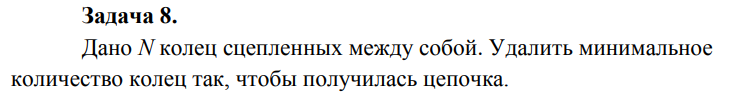 Задача 8.
Дано N колец сцепленных между собой. Удалить минимальное
количество колец так, чтобы получилась цепочка.